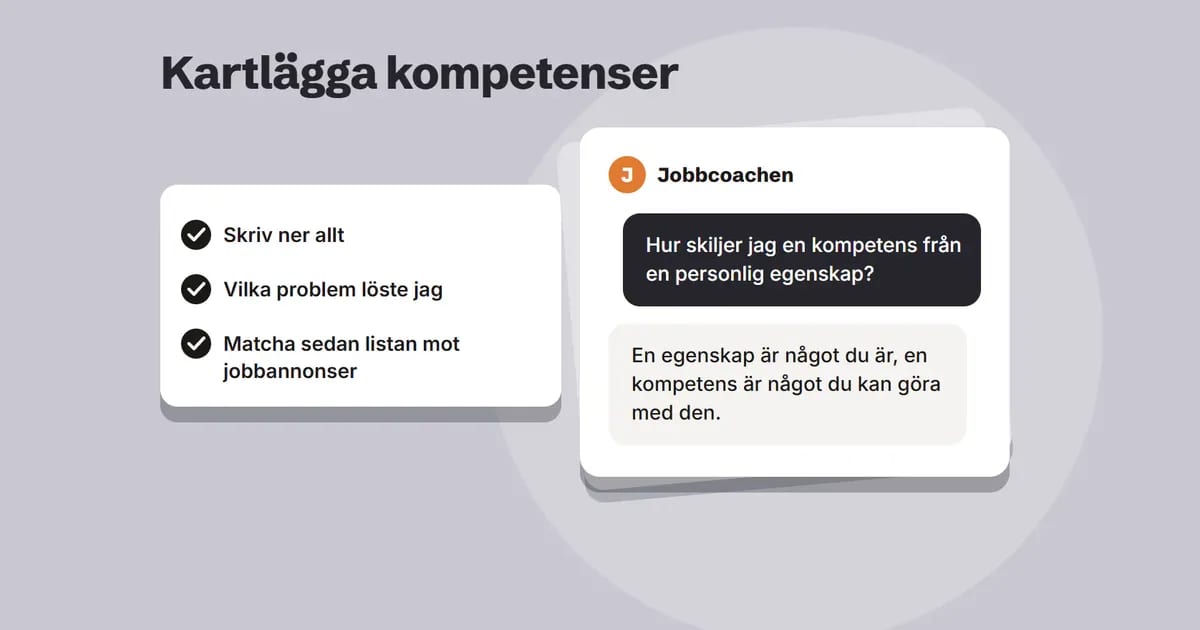 Kartlägga kompetenser
Skriv ner allt
Vilka problem löste jag
Matcha sedan listan mot
jobbannonser
J Jobbcoachen
Hur skiljer jag en kompetens från
en personlig egenskap?
En egenskap är något du är, en
kompetens är något du kan göra
med den.